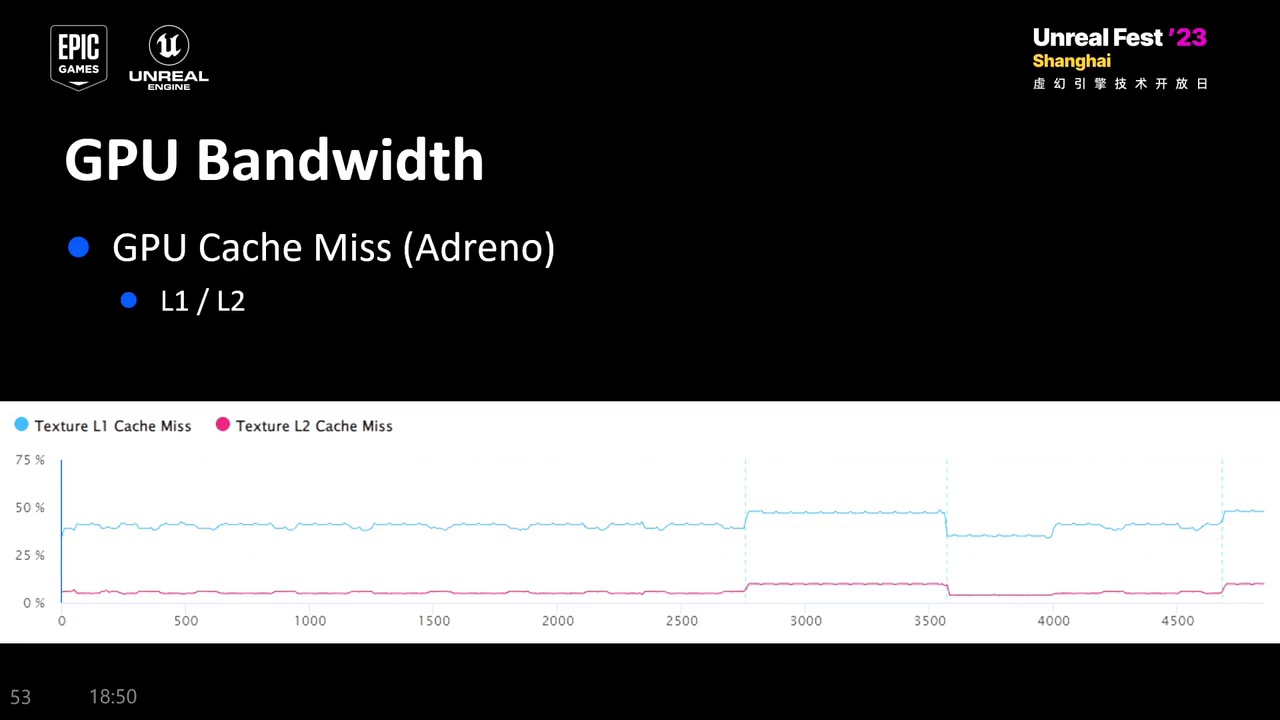 EPIC
GAMES
UNREAL
ENGINE
Unreal Fest '23
Shanghai
虚幻引擎技术开放日
GPU Bandwidth
GPU Cache Miss (Adreno)
L1 / L2
Texture L1 Cache Miss Texture L2 Cache Miss
75 %
50 %
25 %
0 %
0 500 1000 1500 2000 2500 3000 3500 4000 4500
53 18:50